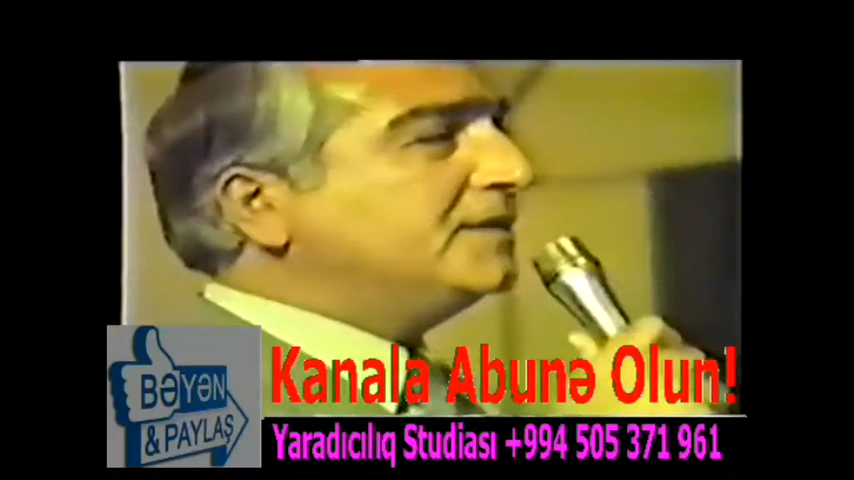 Kanala Abunə Olun!
BƏYƏN
& PAYLAŞ
Yaradıcılıq Studiası +994 505 371 961